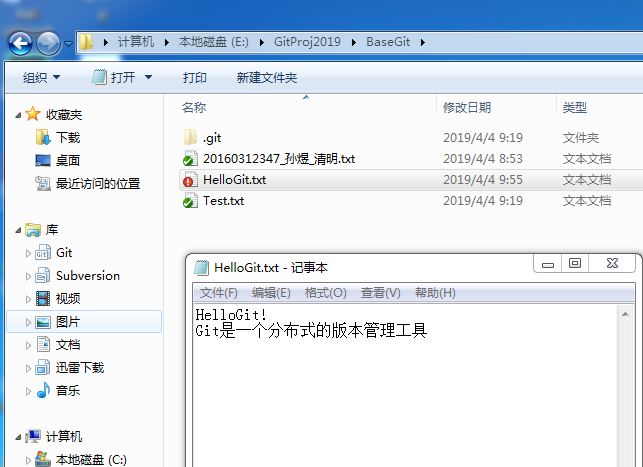 计算机 本地磁盘 (E:) GitProj2019 BaseGit
组织 打开 打印 新建文件夹
名称 修改日期 类型
收藏夹
下载
桌面
最近访问的位置
库
Git
Subversion
视频
图片
文档
迅雷下载
音乐
计算机
本地磁盘 (C:)
.git 2019/4/4 9:19 文件夹
20160312347_孙煜_清明.txt 2019/4/4 8:53 文本文档
HelloGit.txt 2019/4/4 9:55 文本文档
Test.txt 2019/4/4 9:19 文本文档
HelloGit.txt - 记事本
文件(F) 编辑(E) 格式(O) 查看(V) 帮助(H)
HelloGit!
Git是一个分布式的版本管理工具